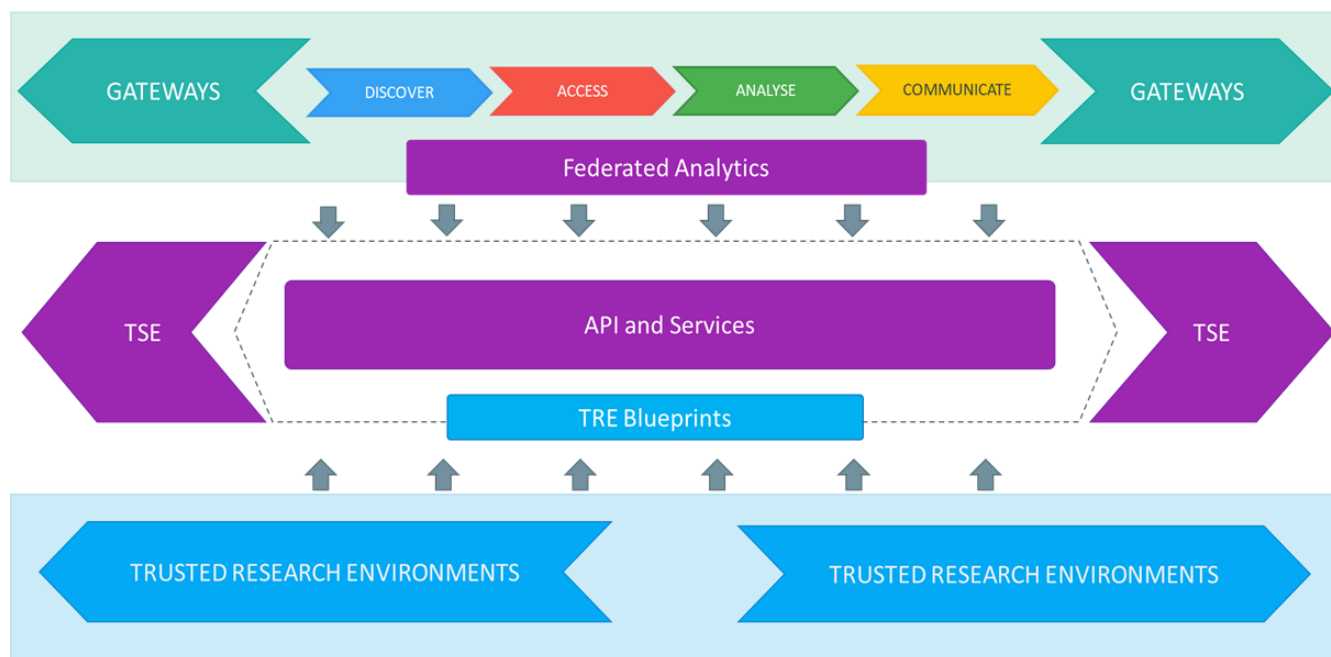 GATEWAYS
DISCOVER
ACCESS
ANALYSE
COMMUNICATE
GATEWAYS
Federated Analytics
TSE
API and Services
TSE
TRE Blueprints
TRUSTED RESEARCH ENVIRONMENTS
TRUSTED RESEARCH ENVIRONMENTS